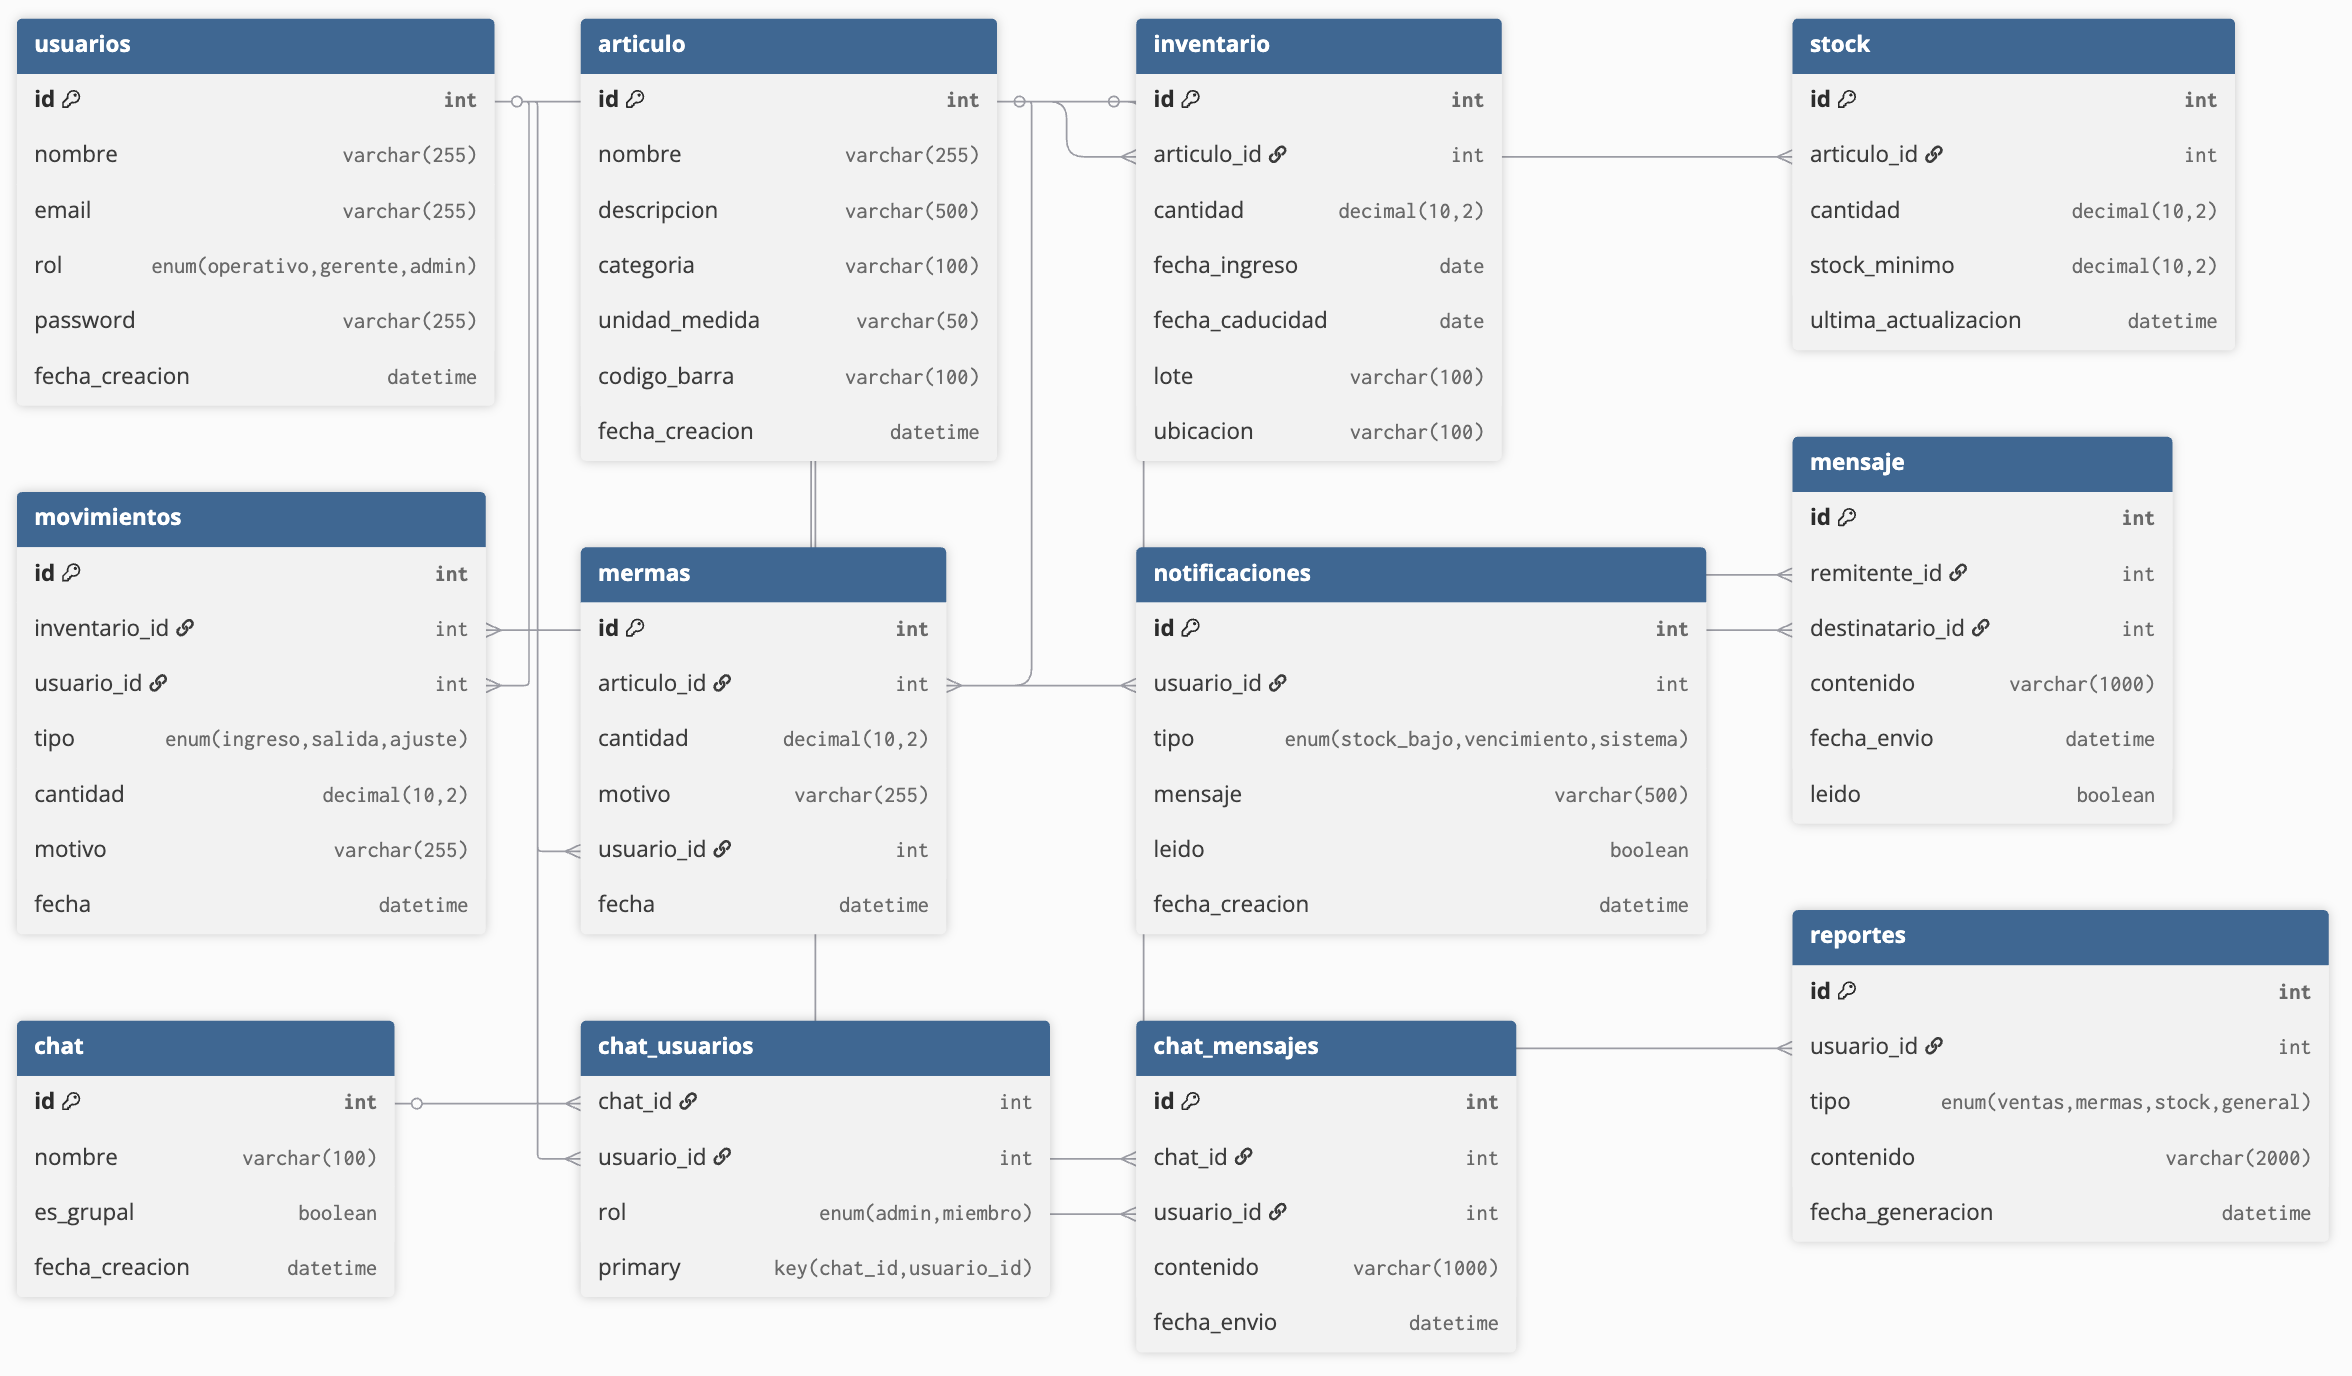 usuarios
id int
nombre varchar(255)
email varchar(255)
rol enum(operativo,gerente,admin)
password varchar(255)
fecha_creacion datetime
articulo
id int
nombre varchar(255)
descripcion varchar(500)
categoria varchar(100)
unidad_medida varchar(50)
codigo_barra varchar(100)
fecha_creacion datetime
inventario
id int
articulo_id int
cantidad decimal(10,2)
fecha_ingreso date
fecha_caducidad date
lote varchar(100)
ubicacion varchar(100)
stock
id int
articulo_id int
cantidad decimal(10,2)
stock_minimo decimal(10,2)
ultima_actualizacion datetime
movimientos
id int
inventario_id int
usuario_id int
tipo enum(ingreso,salida,ajuste)
cantidad decimal(10,2)
motivo varchar(255)
fecha datetime
mermas
id int
articulo_id int
cantidad decimal(10,2)
motivo varchar(255)
usuario_id int
fecha datetime
notificaciones
id int
usuario_id int
tipo enum(stock_bajo,vencimiento,sistema)
mensaje varchar(500)
leido boolean
fecha_creacion datetime
mensaje
id int
remitente_id int
destinatario_id int
contenido varchar(1000)
fecha_envio datetime
leido boolean
chat
id int
nombre varchar(100)
es_grupal boolean
fecha_creacion datetime
chat_usuarios
chat_id int
usuario_id int
rol enum(admin,miembro)
primary key(chat_id,usuario_id)
chat_mensajes
id int
chat_id int
usuario_id int
contenido varchar(1000)
fecha_envio datetime
reportes
id int
usuario_id int
tipo enum(ventas,mermas,stock,general)
contenido varchar(2000)
fecha_generacion datetime